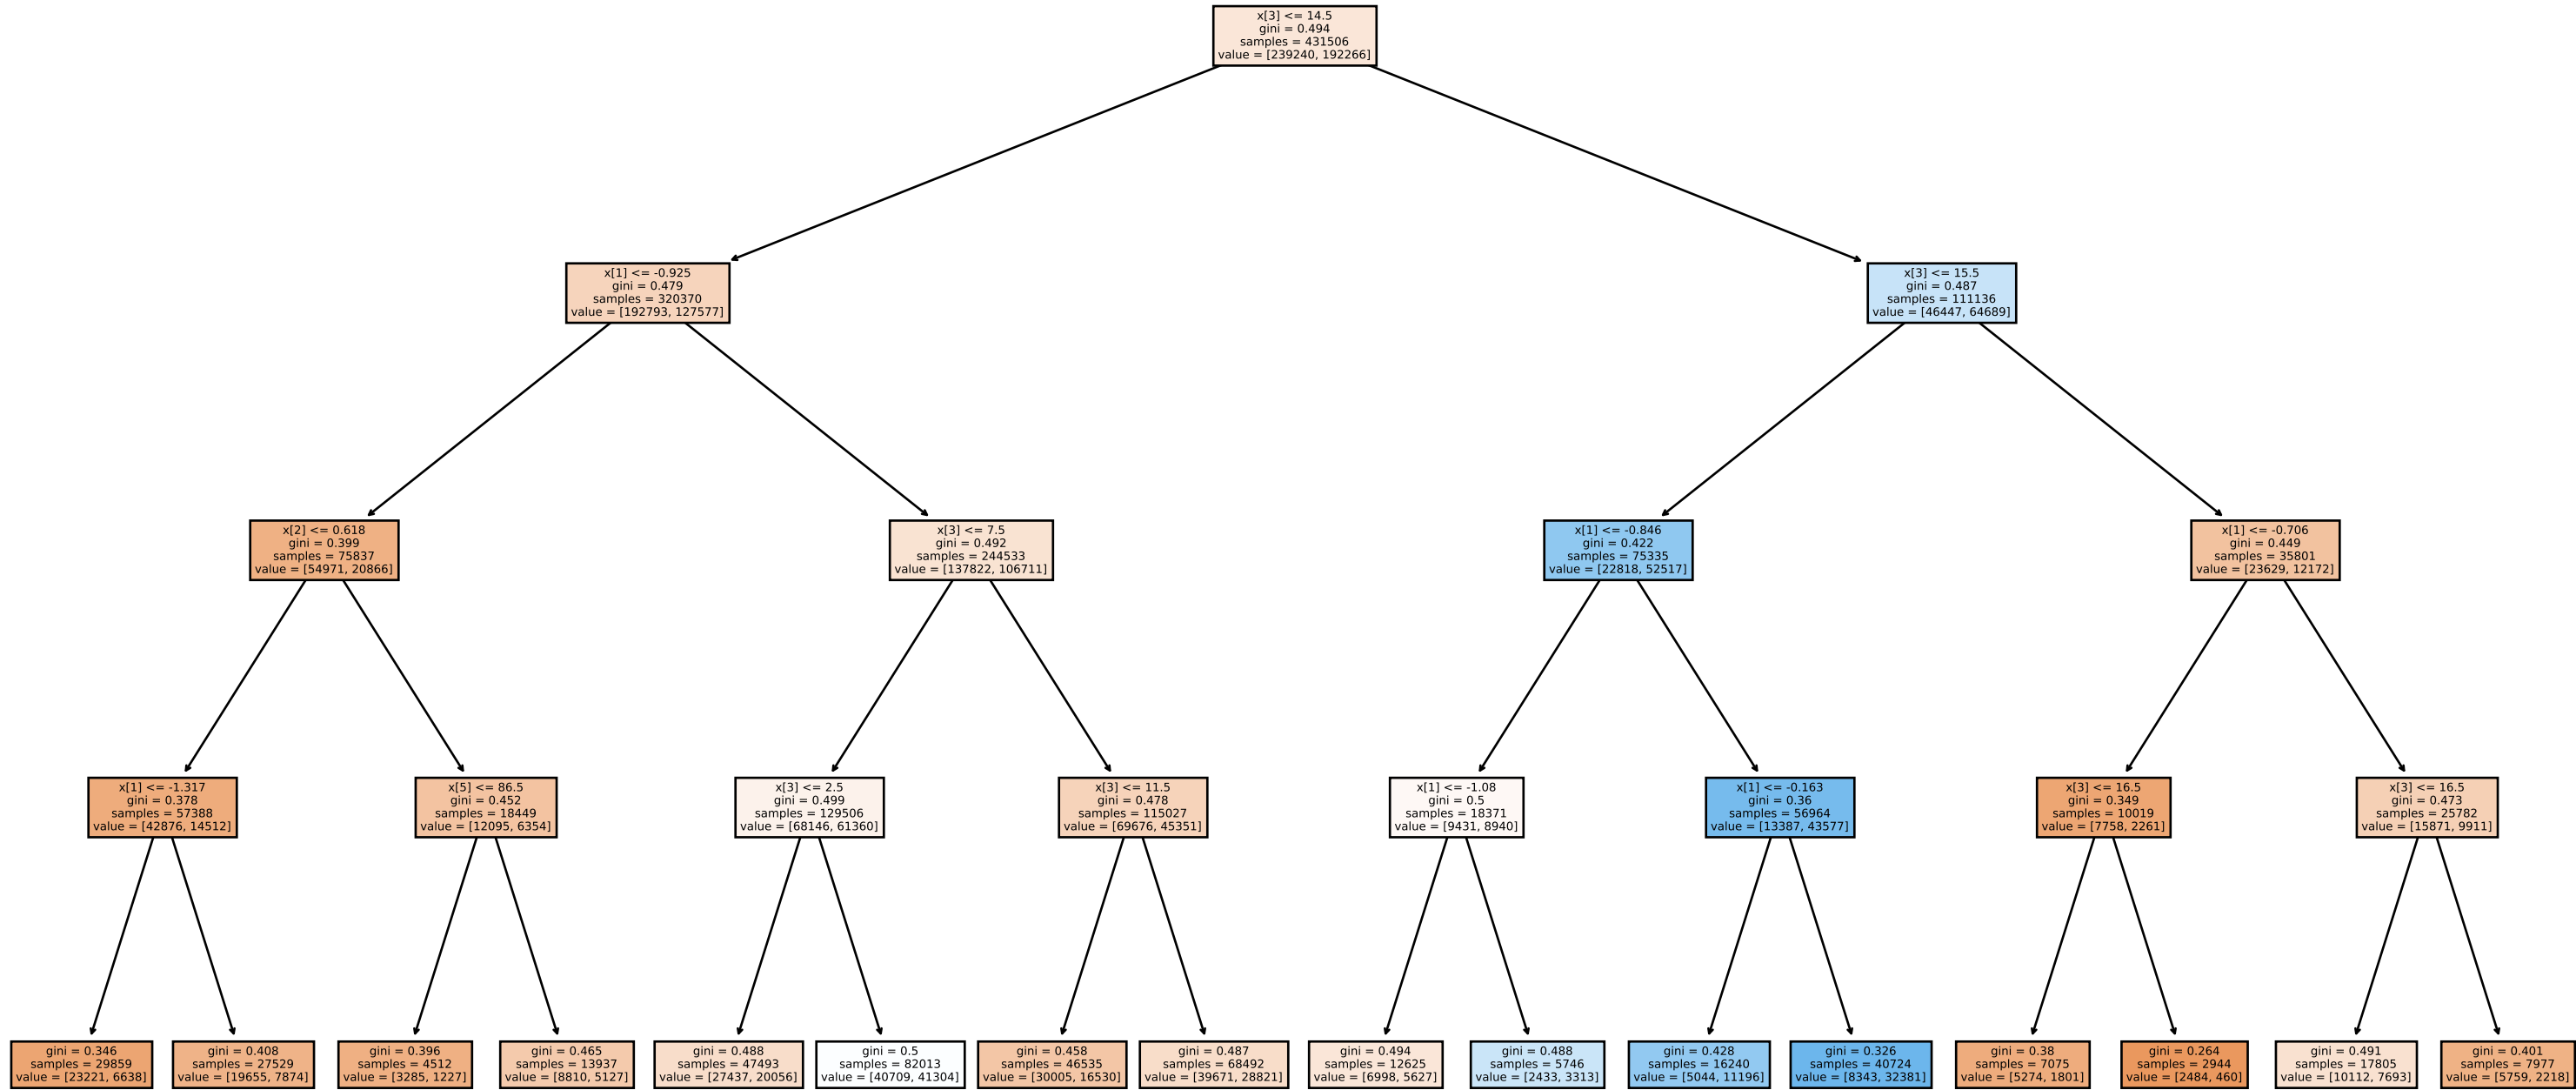 x[3] <= 14.5
gini = 0.494
samples = 431506
value = [239240, 192266]
x[1] <= -0.925
gini = 0.479
samples = 320370
value = [192793, 127577]
x[3] <= 15.5
gini = 0.487
samples = 111136
value = [46447, 64689]
x[2] <= 0.618
gini = 0.399
samples = 75837
value = [54971, 20866]
x[3] <= 7.5
gini = 0.492
samples = 244533
value = [137822, 106711]
x[1] <= -0.846
gini = 0.422
samples = 75335
value = [22818, 52517]
x[1] <= -0.706
gini = 0.449
samples = 35801
value = [23629, 12172]
x[1] <= -1.317
gini = 0.378
samples = 57388
value = [42876, 14512]
x[5] <= 86.5
gini = 0.452
samples = 18449
value = [12095, 6354]
x[3] <= 2.5
gini = 0.499
samples = 129506
value = [68146, 61360]
x[3] <= 11.5
gini = 0.478
samples = 115027
value = [69676, 45351]
x[1] <= -1.08
gini = 0.5
samples = 18371
value = [9431, 8940]
x[1] <= -0.163
gini = 0.36
samples = 56964
value = [13387, 43577]
x[3] <= 16.5
gini = 0.349
samples = 10019
value = [7758, 2261]
x[3] <= 16.5
gini = 0.473
samples = 25782
value = [15871, 9911]
gini = 0.346
samples = 29859
value = [23221, 6638]
gini = 0.408
samples = 27529
value = [19655, 7874]
gini = 0.396
samples = 4512
value = [3285, 1227]
gini = 0.465
samples = 13937
value = [8810, 5127]
gini = 0.488
samples = 47493
value = [27437, 20056]
gini = 0.5
samples = 82013
value = [40709, 41304]
gini = 0.458
samples = 46535
value = [30005, 16530]
gini = 0.487
samples = 68492
value = [39671, 28821]
gini = 0.494
samples = 12625
value = [6998, 5627]
gini = 0.488
samples = 5746
value = [2433, 3313]
gini = 0.428
samples = 16240
value = [5044, 11196]
gini = 0.326
samples = 40724
value = [8343, 32381]
gini = 0.38
samples = 7075
value = [5274, 1801]
gini = 0.264
samples = 2944
value = [2484, 460]
gini = 0.491
samples = 17805
value = [10112, 7693]
gini = 0.401
samples = 7977
value = [5759, 2218]